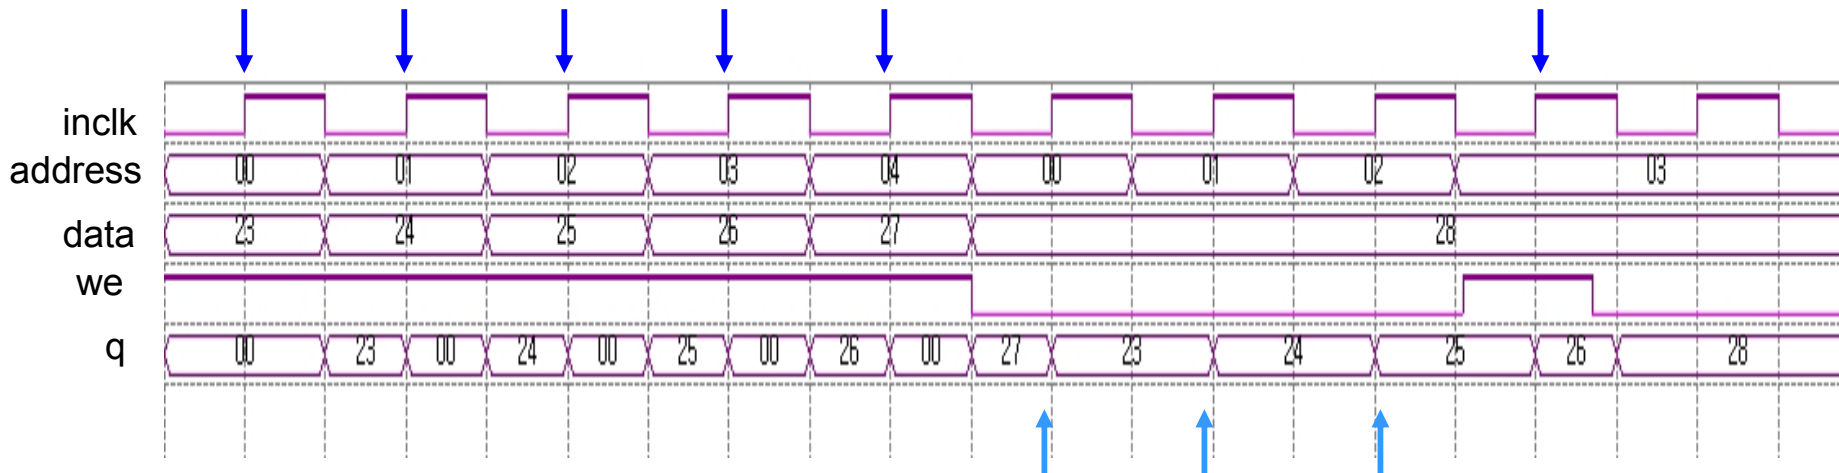 inclk
address 00 01 02 03 04 00 01 02 03
data 23 24 25 26 27 28
we
q 00 23 00 24 00 25 00 26 00 27 23 24 25 26 28